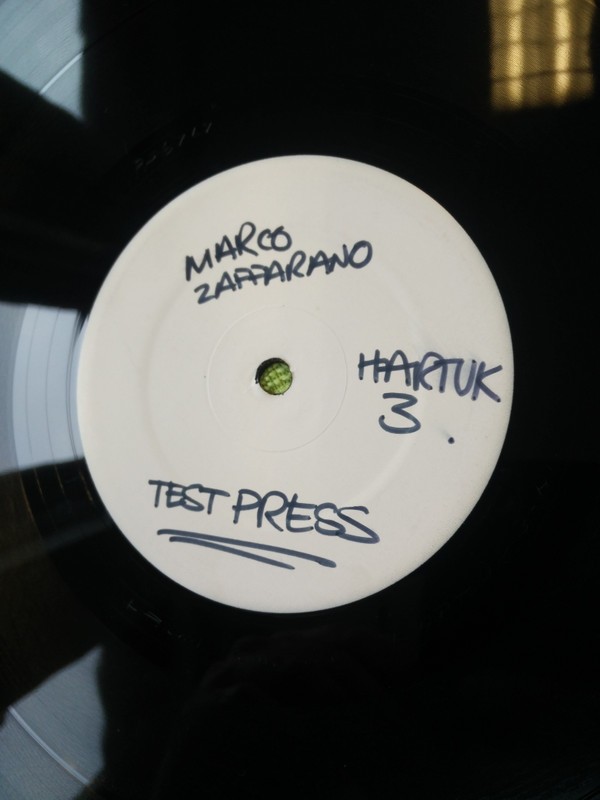 MARCO
ZAFFARANO
HARTUK
3
TEST PRESS